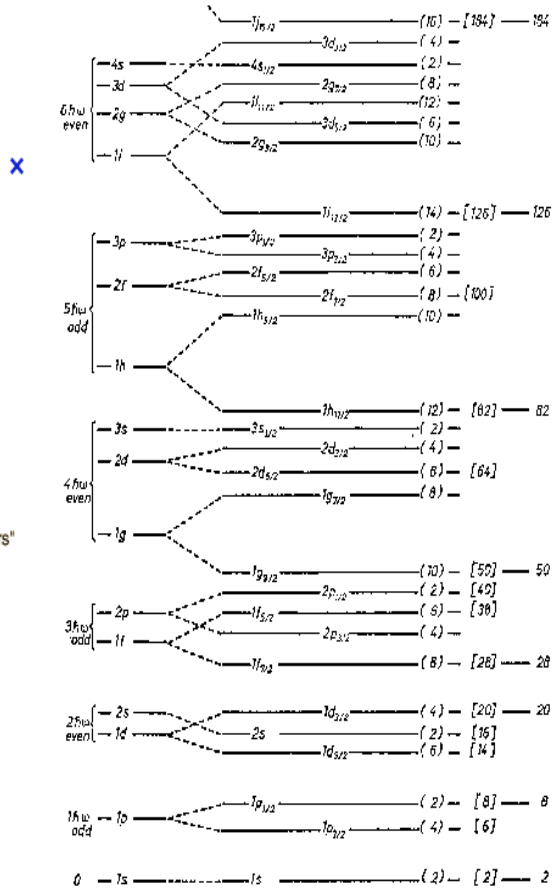 1j₁₅/₂ (16) – [184] — 184
3d₃/₂ (4) –
4s 4s₁/₂ (2) –
3d 2g₇/₂ (8) –
1i₁₁/₂ (12) –
6ħω even 2g 3d₅/₂ (6) –
2g₉/₂ (10) –
1i
x
1i₁₃/₂ (14) – [126] — 126
3p 3p₁/₂ (2) –
3p₃/₂ (4) –
2f 2f₅/₂ (6) –
5ħω odd 2f₇/₂ (8) – [100]
1h₉/₂ (10) –
1h
1h₁₁/₂ (12) – [82] — 82
3s 3s₁/₂ (2) –
2d 2d₃/₂ (4) –
2d₅/₂ (6) – [64]
4ħω even 1g₇/₂ (8) –
1g
rs"
1g₉/₂ (10) – [50] — 50
2p₁/₂ (2) – [40]
3ħω odd 2p 1f₅/₂ (6) – [38]
1f 2p₃/₂ (4) –
1f₇/₂ (8) – [28] — 28
2ħω even 2s 1d₃/₂ (4) – [20] — 20
1d 2s (2) – [16]
1d₅/₂ (6) – [14]
1p₁/₂ (2) – [8] — 8
1ħω odd 1p 1p₃/₂ (4) – [6]
0 1s 1s (2) – [2] — 2